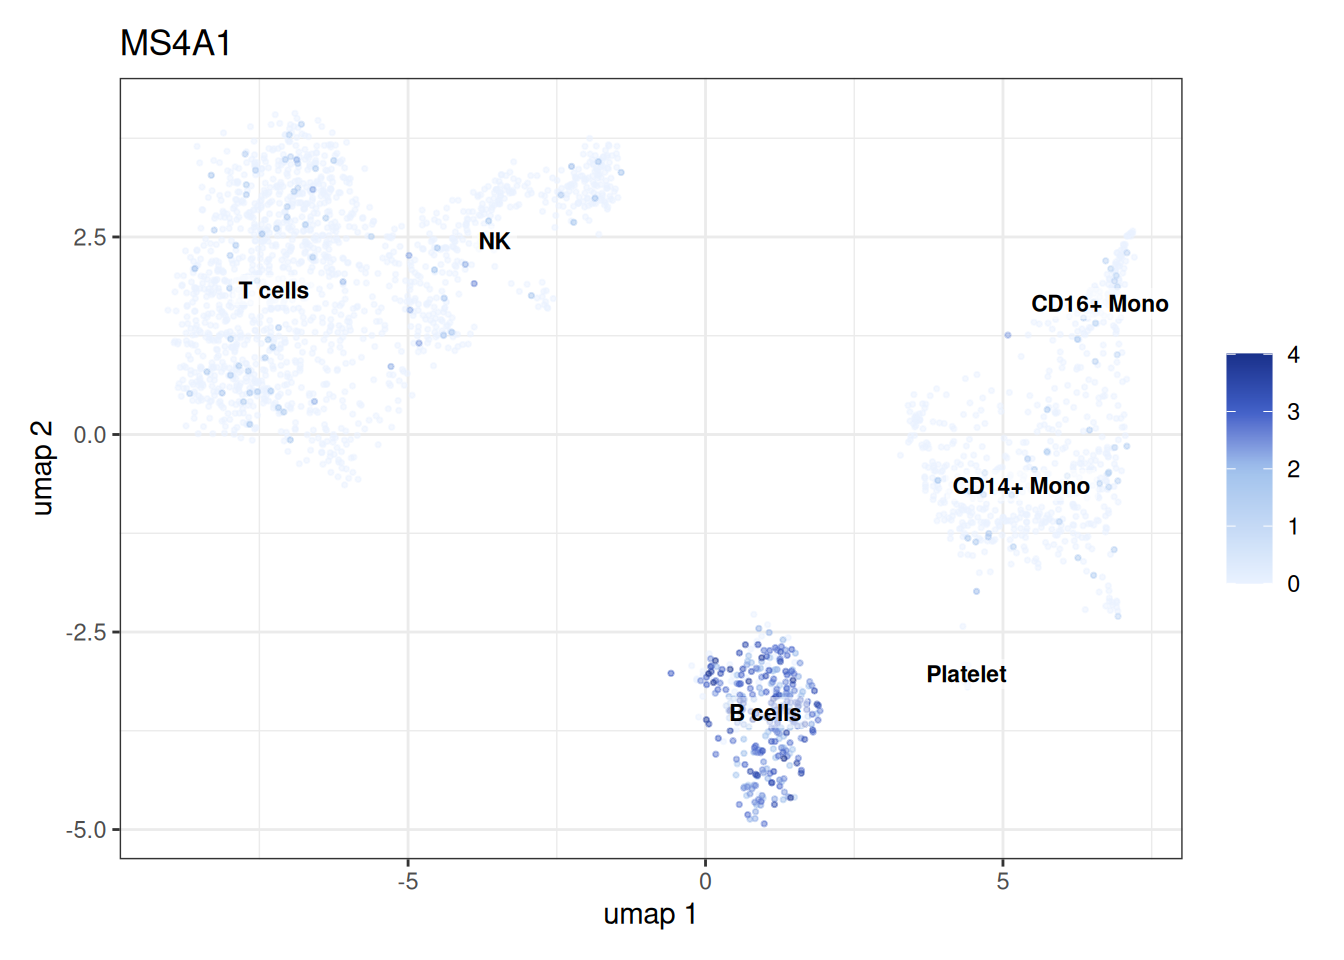 MS4A1
2.5
0.0
-2.5
-5.0
umap 2
NK
T cells
CD16+ Mono
CD14+ Mono
Platelet
B cells
4
3
2
1
0
-5
0
5
umap 1